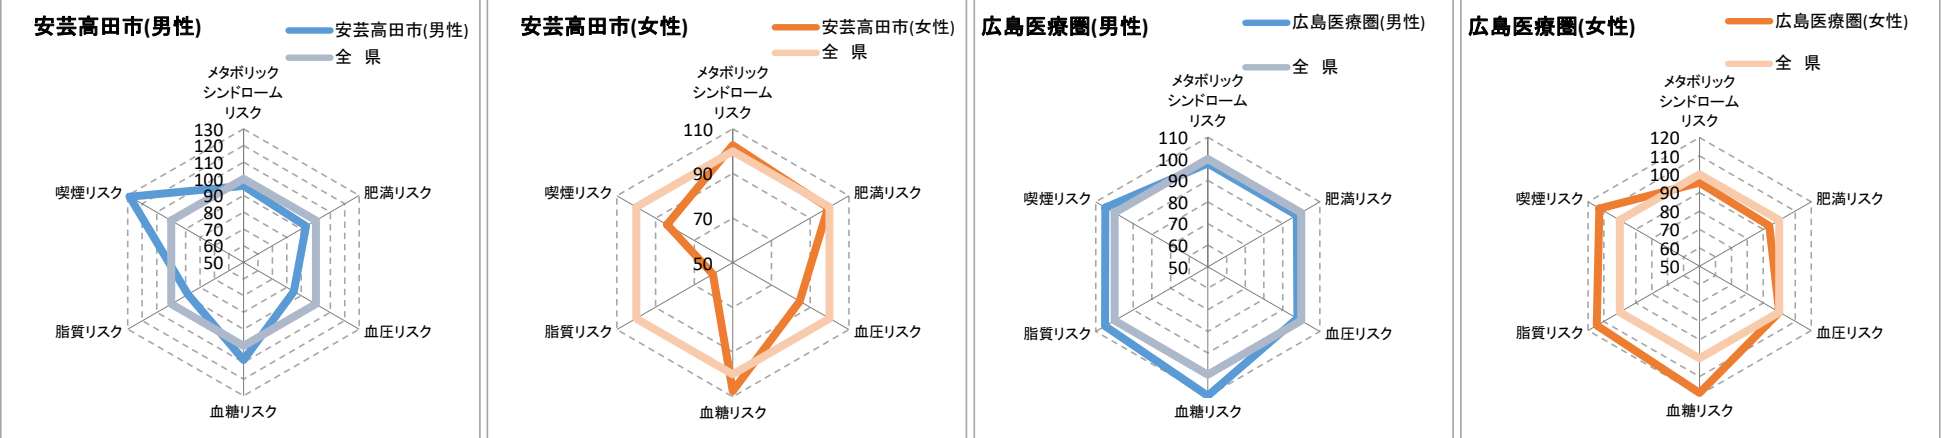 安芸高田市(男性)
安芸高田市(男性)
全 県
メタボリック
シンドローム
リスク
130
120
110
100
90
80
70
60
50
喫煙リスク
肥満リスク
脂質リスク
血圧リスク
血糖リスク
安芸高田市(女性)
安芸高田市(女性)
全 県
メタボリック
シンドローム
リスク
110
90
70
50
喫煙リスク
肥満リスク
脂質リスク
血圧リスク
血糖リスク
広島医療圏(男性)
広島医療圏(男性)
全 県
メタボリック
シンドローム
リスク
110
100
90
80
70
60
50
喫煙リスク
肥満リスク
脂質リスク
血圧リスク
血糖リスク
広島医療圏(女性)
広島医療圏(女性)
全 県
メタボリック
シンドローム
リスク
120
110
100
90
80
70
60
50
喫煙リスク
肥満リスク
脂質リスク
血圧リスク
血糖リスク